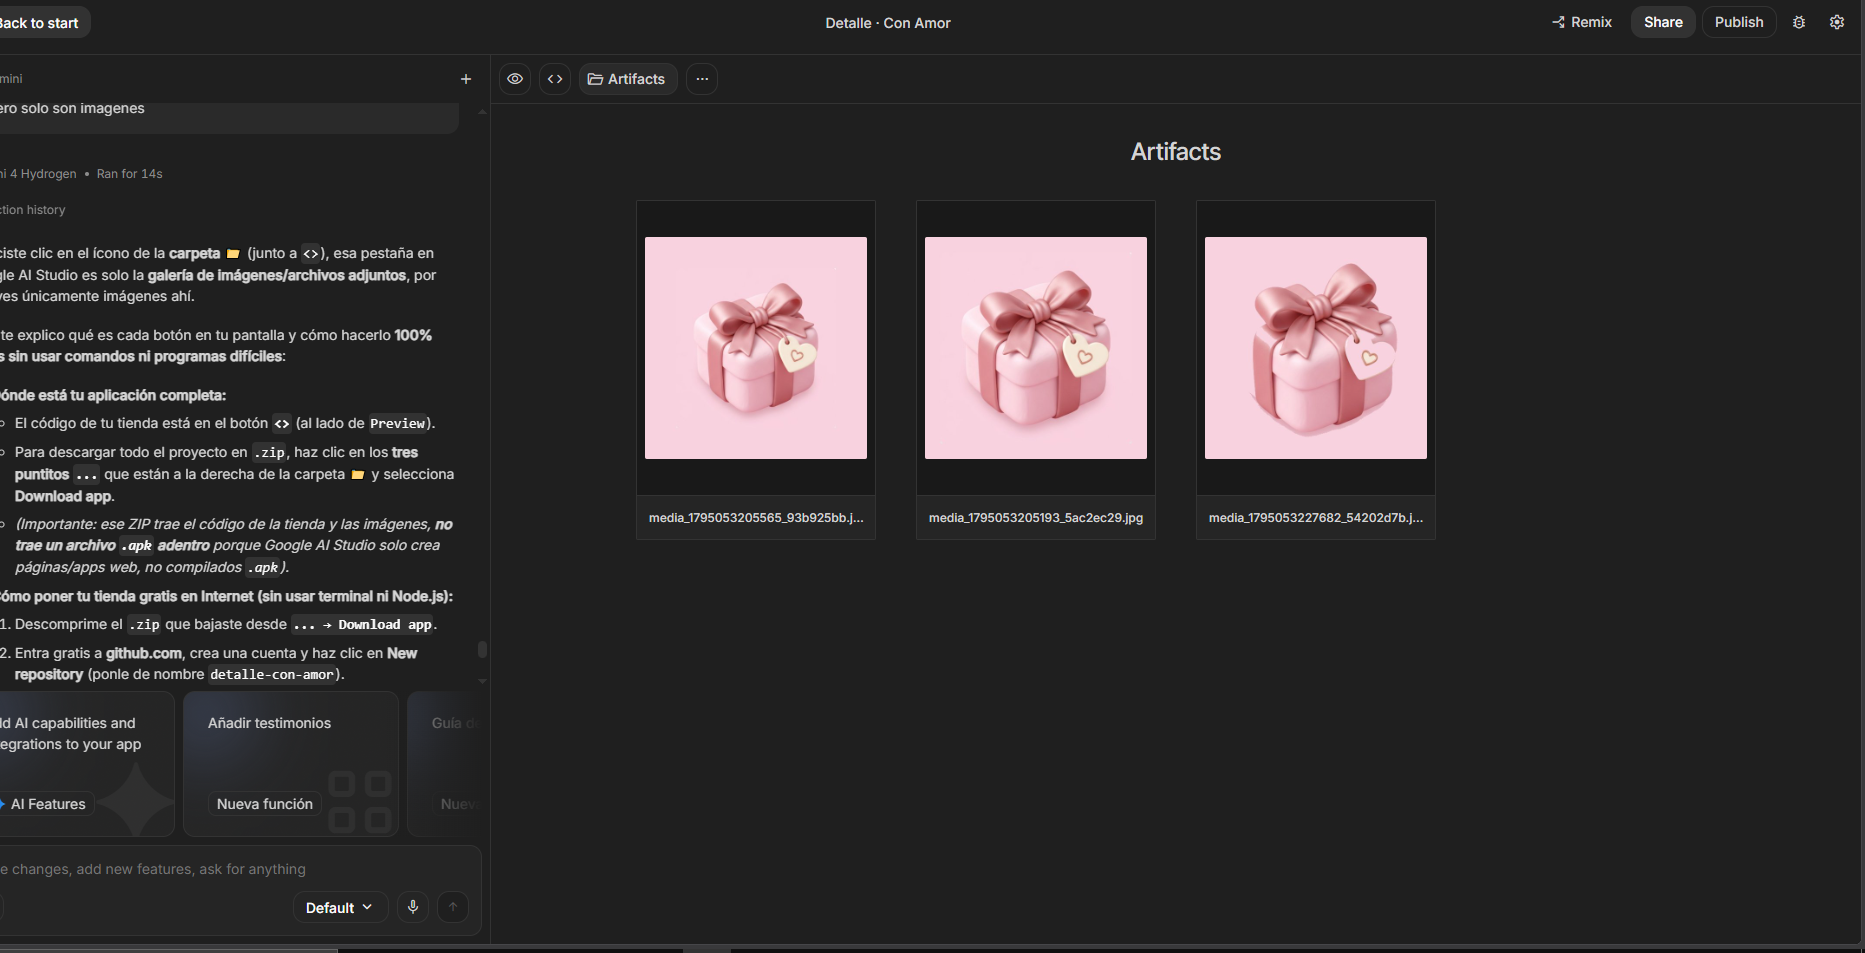 Back to start
Detalle · Con Amor
Remix
Share
Publish
mini
Artifacts
ero solo son imagenes
ni 4 Hydrogen • Ran for 14s
ction history
ciste clic en el ícono de la carpeta 📁 (junto a <>), esa pestaña en
gle AI Studio es solo la galería de imágenes/archivos adjuntos, por
ves únicamente imágenes ahí.
te explico qué es cada botón en tu pantalla y cómo hacerlo 100%
s sin usar comandos ni programas difíciles:
ónde está tu aplicación completa:
El código de tu tienda está en el botón <> (al lado de Preview).
Para descargar todo el proyecto en .zip, haz clic en los tres
puntitos ... que están a la derecha de la carpeta 📁 y selecciona
Download app.
(Importante: ese ZIP trae el código de la tienda y las imágenes, no
trae un archivo .apk adentro porque Google AI Studio solo crea
páginas/apps web, no compilados .apk).
ómo poner tu tienda gratis en Internet (sin usar terminal ni Node.js):
1. Descomprime el .zip que bajaste desde ... → Download app.
2. Entra gratis a github.com, crea una cuenta y haz clic en New
repository (ponle de nombre detalle-con-amor).
ld AI capabilities and
tegrations to your app
AI Features
Añadir testimonios
Nueva función
Guía de
Nuev
e changes, add new features, ask for anything
Default
Artifacts
media_1795053205565_93b925bb.j...
media_1795053205193_5ac2ec29.jpg
media_1795053227682_54202d7b.j...